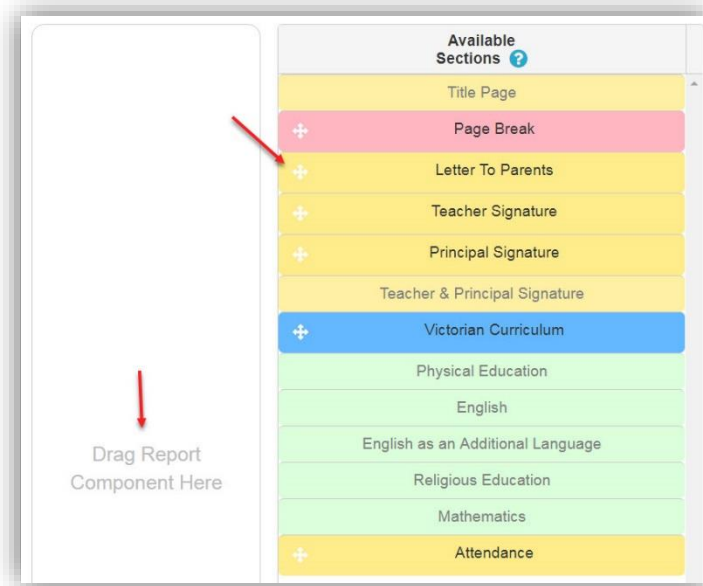 Available
Sections ?
Title Page
Page Break
Letter To Parents
Teacher Signature
Principal Signature
Teacher & Principal Signature
Victorian Curriculum
Physical Education
English
English as an Additional Language
Religious Education
Mathematics
Attendance
Drag Report
Component Here